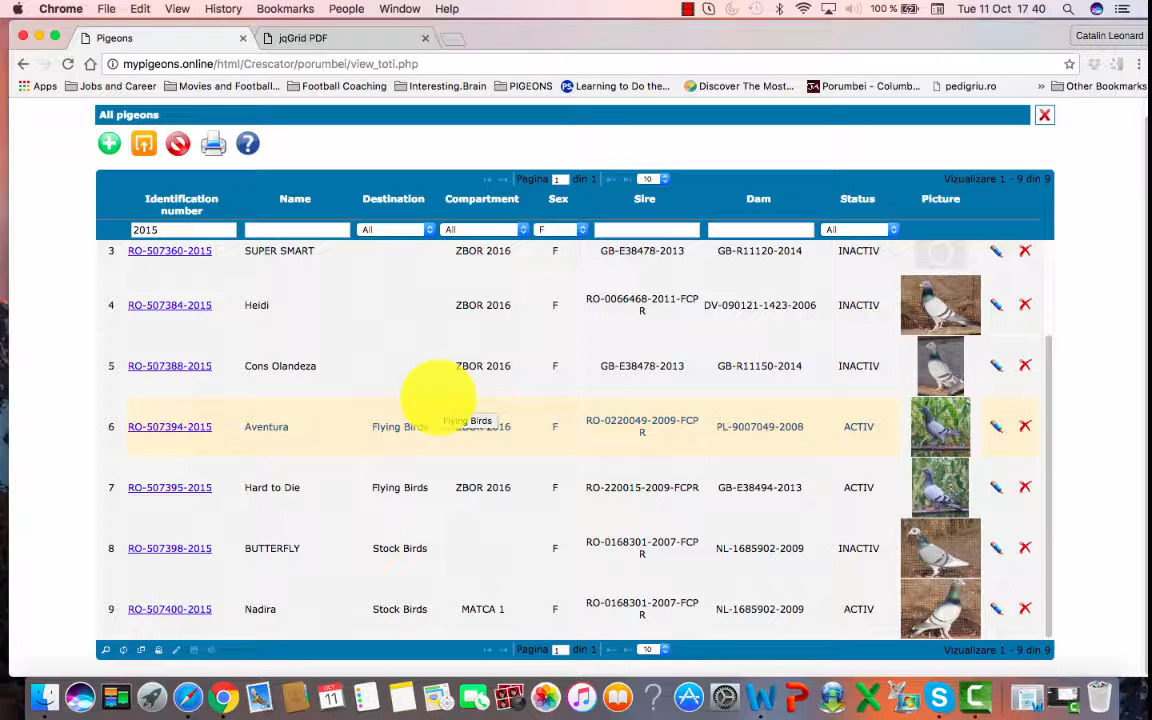 Chrome File Edit View History Bookmarks People Window Help 100 % Tue 11 Oct 17 40
Pigeons jqGrid PDF Catalin Leonard
mypigeons.online/html/Crescator/porumbei/view_toti.php
Apps Jobs and Career Movies and Football... Football Coaching Interesting.Brain PIGEONS Learning to Do the... Discover The Most... Porumbei - Columb... pedigriu.ro » Other Bookmarks
All pigeons
Pagina 1 din 1 10 Vizualizare 1 - 9 din 9
Identification number Name Destination Compartment Sex Sire Dam Status Picture
2015 All All F All
3 RO-507360-2015 SUPER SMART ZBOR 2016 F GB-E38478-2013 GB-R11120-2014 INACTIV
4 RO-507384-2015 Heidi ZBOR 2016 F RO-0066468-2011-FCP R DV-090121-1423-2006 INACTIV
5 RO-507388-2015 Cons Olandeza ZBOR 2016 F GB-E38478-2013 GB-R11150-2014 INACTIV
Flying Birds
6 RO-507394-2015 Aventura Flying Birds ZBOR 2016 F RO-0220049-2009-FCP R PL-9007049-2008 ACTIV
7 RO-507395-2015 Hard to Die Flying Birds ZBOR 2016 F RO-220015-2009-FCPR GB-E38494-2013 ACTIV
8 RO-507398-2015 BUTTERFLY Stock Birds F RO-0168301-2007-FCP R NL-1685902-2009 INACTIV
9 RO-507400-2015 Nadira Stock Birds MATCA 1 F RO-0168301-2007-FCP R NL-1685902-2009 ACTIV
Pagina 1 din 1 10 Vizualizare 1 - 9 din 9